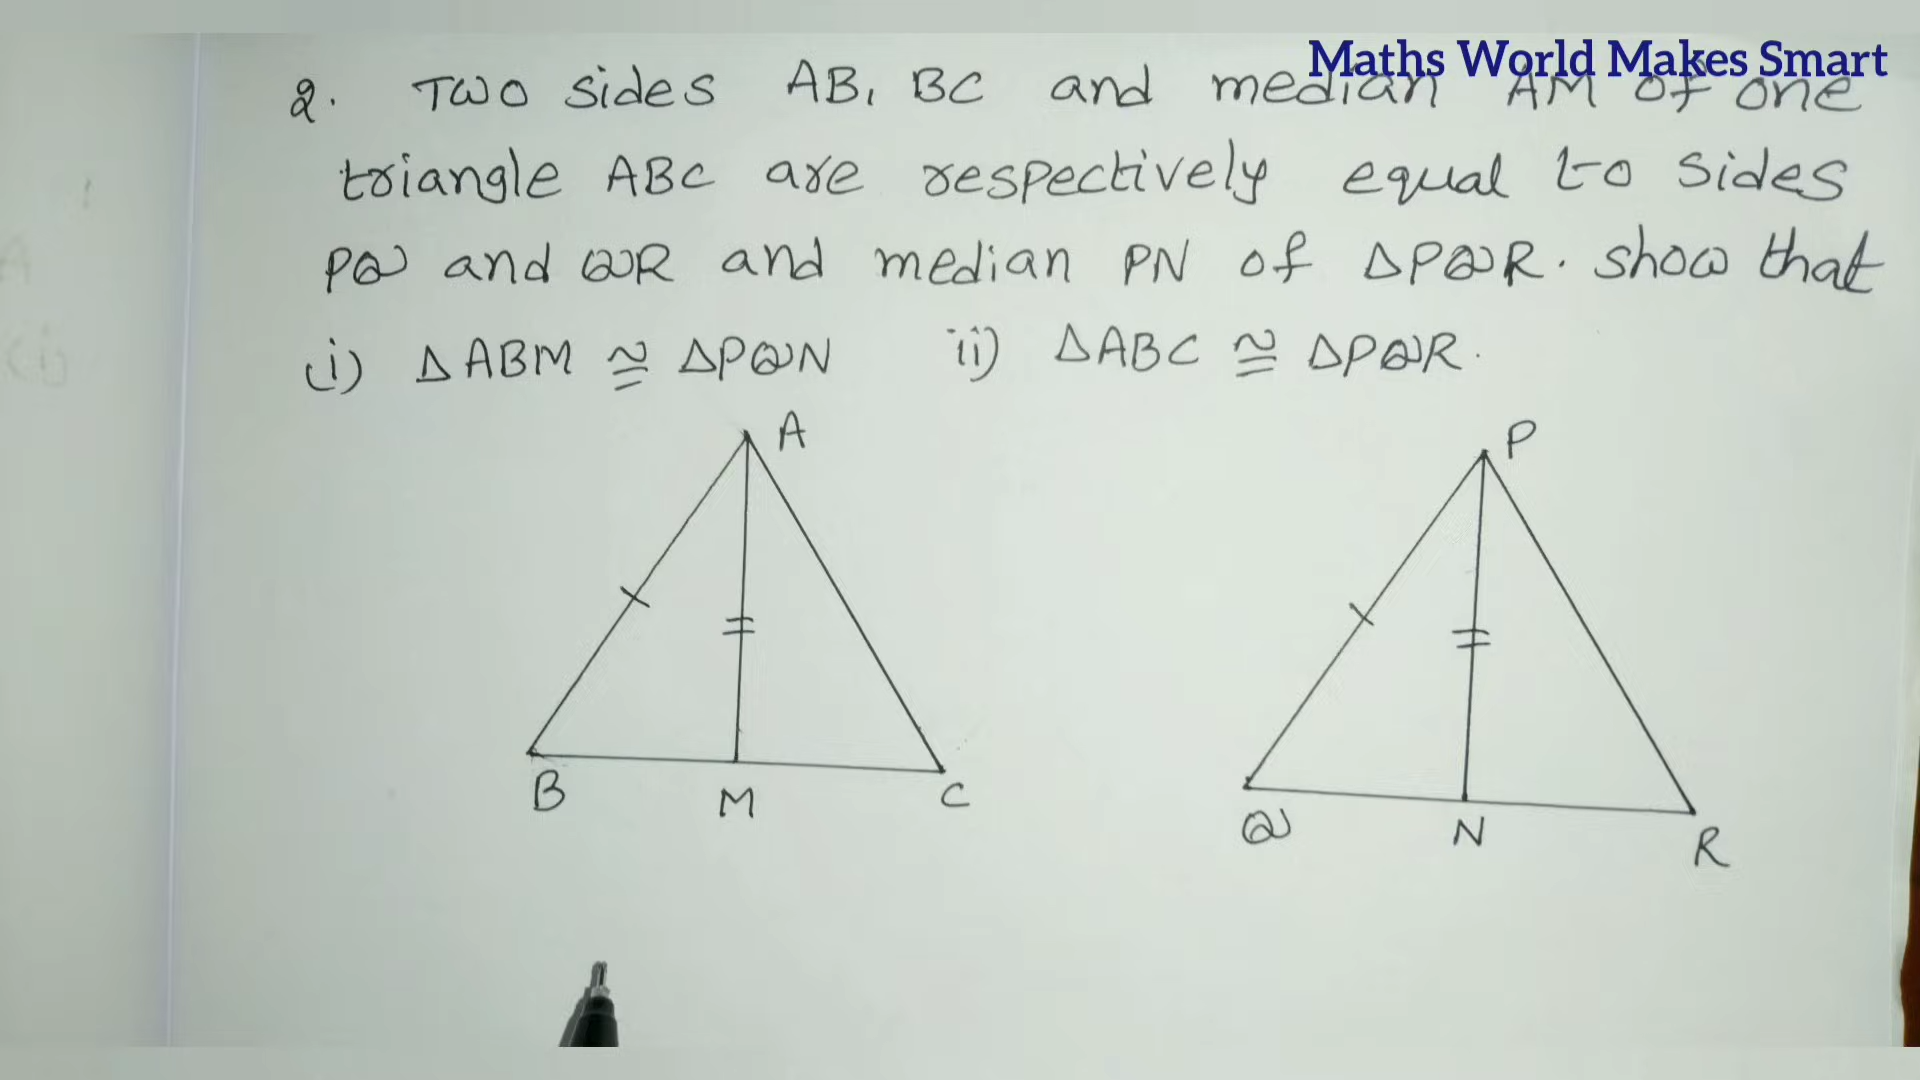 Maths World Makes Smart
2. Two sides AB, BC and median AM of one
triangle ABC are respectively equal to sides
PQ and QR and median PN of ΔPQR. show that
(i) ΔABM ≅ ΔPQN ii) ΔABC ≅ ΔPQR.
A
P
B
M
C
Q
N
R